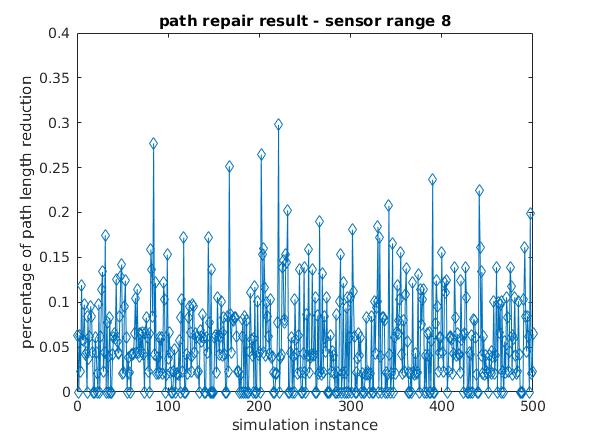 path repair result - sensor range 8
percentage of path length reduction
0.4
0.35
0.3
0.25
0.2
0.15
0.1
0.05
0
0 100 200 300 400 500
simulation instance